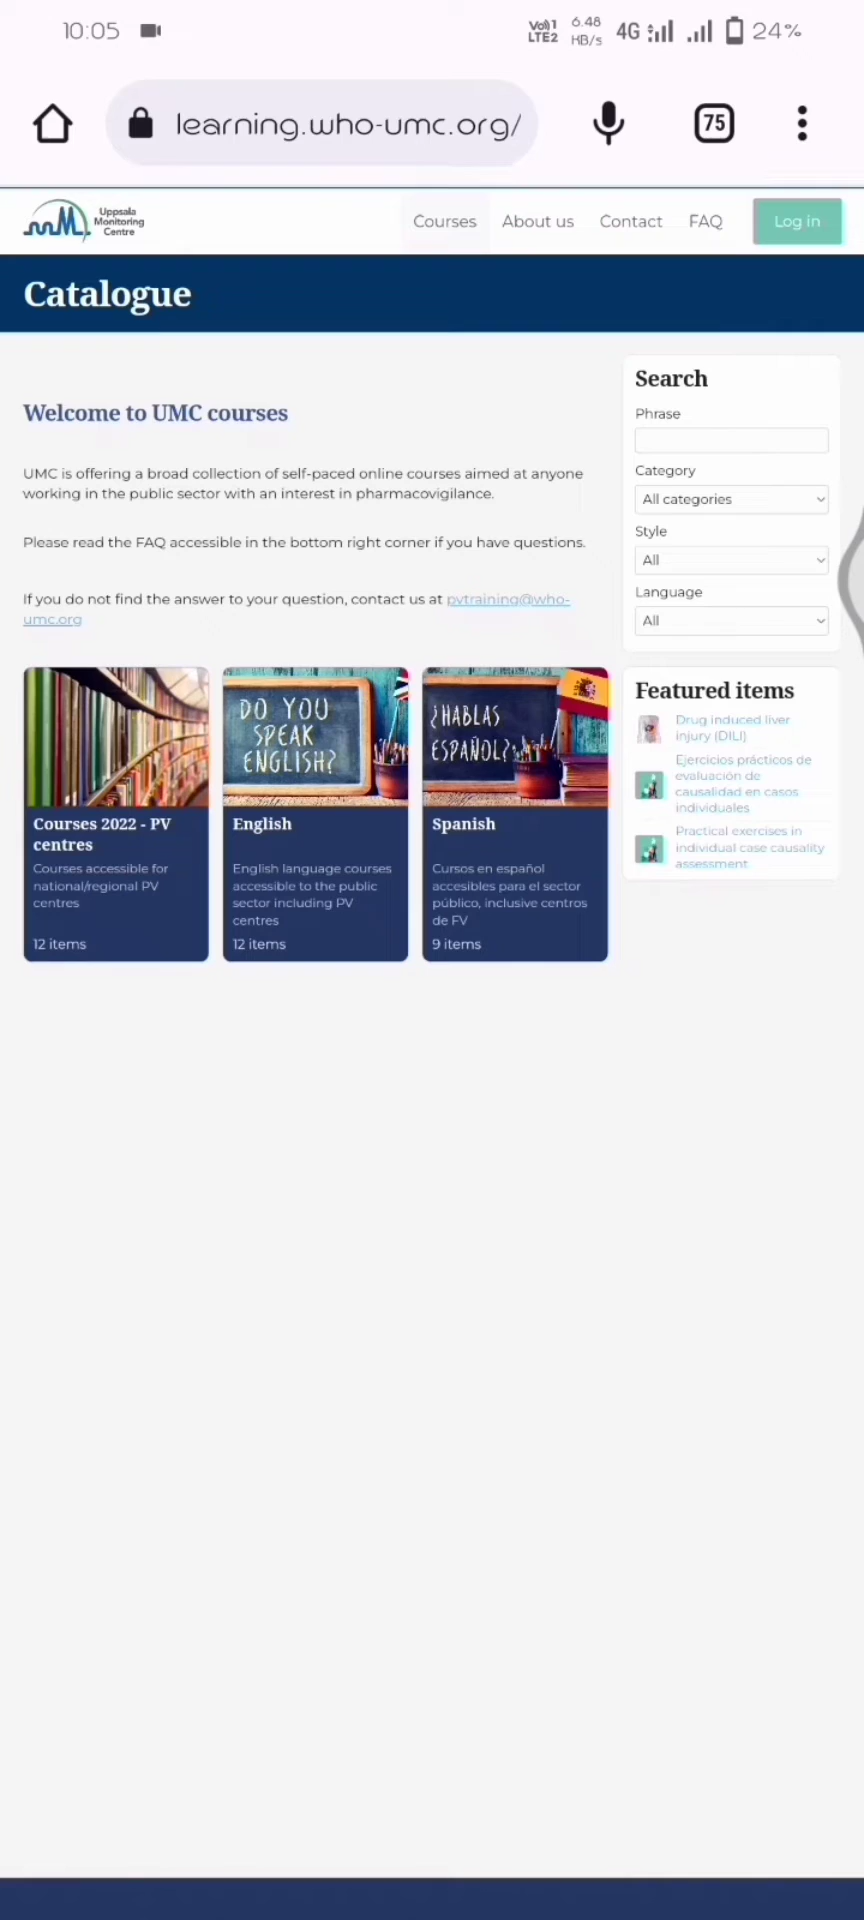 10:05
Vol) 1
LTE2
6.48
KB/s
4G
24%
learning.who-umc.org/
75
Uppsala
Monitoring
Centre
Courses
About us
Contact
FAQ
Log in
Catalogue
Welcome to UMC courses
UMC is offering a broad collection of self-paced online courses aimed at anyone
working in the public sector with an interest in pharmacovigilance.
Please read the FAQ accessible in the bottom right corner if you have questions.
If you do not find the answer to your question, contact us at pvtraining@who-
umc.org
Search
Phrase
Category
All categories
Style
All
Language
All
Featured items
Drug induced liver
injury (DILI)
Ejercicios prácticos de
evaluación de
causalidad en casos
individuales
Practical exercises in
individual case causality
assessment
Courses 2022 - PV
centres
Courses accessible for
national/regional PV
centres
12 items
DO YOU
SPEAK
ENGLISH?
English
English language courses
accessible to the public
sector including PV
centres
12 items
¿HABLAS
ESPAÑOL?
Spanish
Cursos en español
accesibles para el sector
público, inclusive centros
de FV
9 items